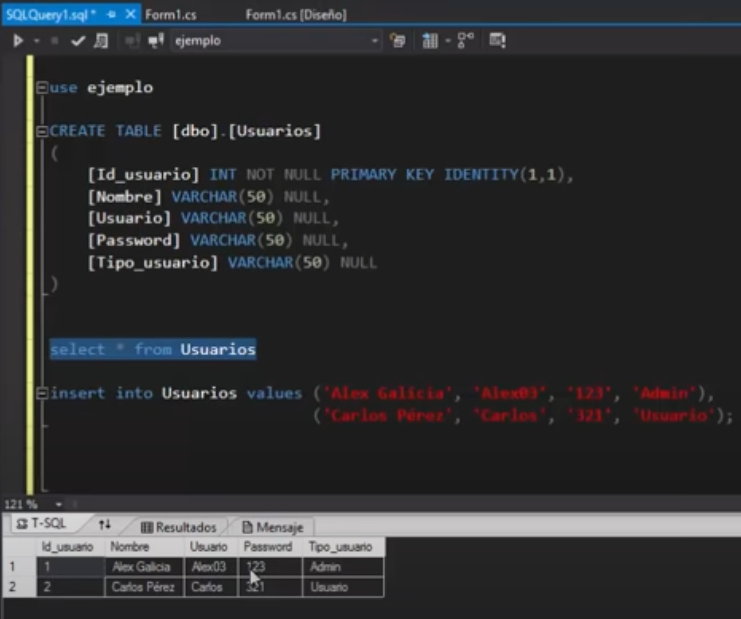 SQLQuery1.sql* Form1.cs Form1.cs [Diseño]
ejemplo
use ejemplo
CREATE TABLE [dbo].[Usuarios]
(
[Id_usuario] INT NOT NULL PRIMARY KEY IDENTITY(1,1),
[Nombre] VARCHAR(50) NULL,
[Usuario] VARCHAR(50) NULL,
[Password] VARCHAR(50) NULL,
[Tipo_usuario] VARCHAR(50) NULL
)
select * from Usuarios
insert into Usuarios values ('Alex Galicia', 'Alex03', '123', 'Admin'),
('Carlos Pérez', 'Carlos', '321', 'Usuario');
121 %
T-SQL Resultados Mensaje
Id_usuario Nombre Usuario Password Tipo_usuario
1 1 Alex Galicia Alex03 123 Admin
2 2 Carlos Pérez Carlos 321 Usuario